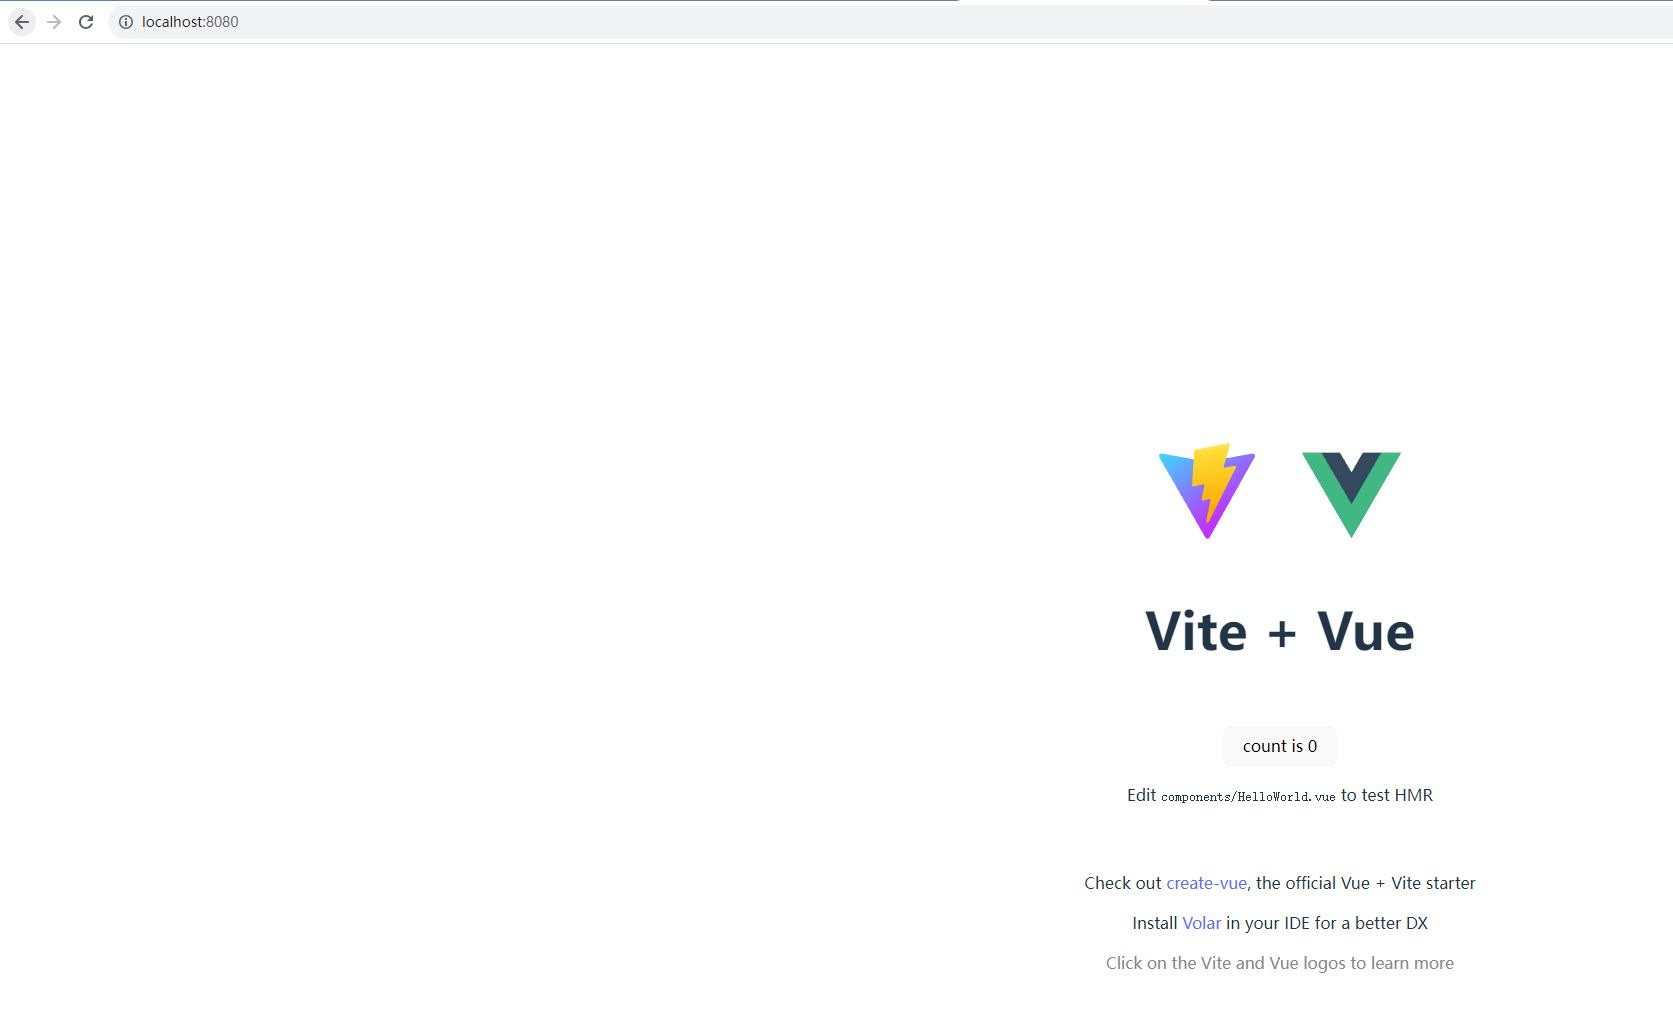 localhost:8080
Vite + Vue
count is 0
Edit components/HelloWorld.vue to test HMR
Check out create-vue, the official Vue + Vite starter
Install Volar in your IDE for a better DX
Click on the Vite and Vue logos to learn more